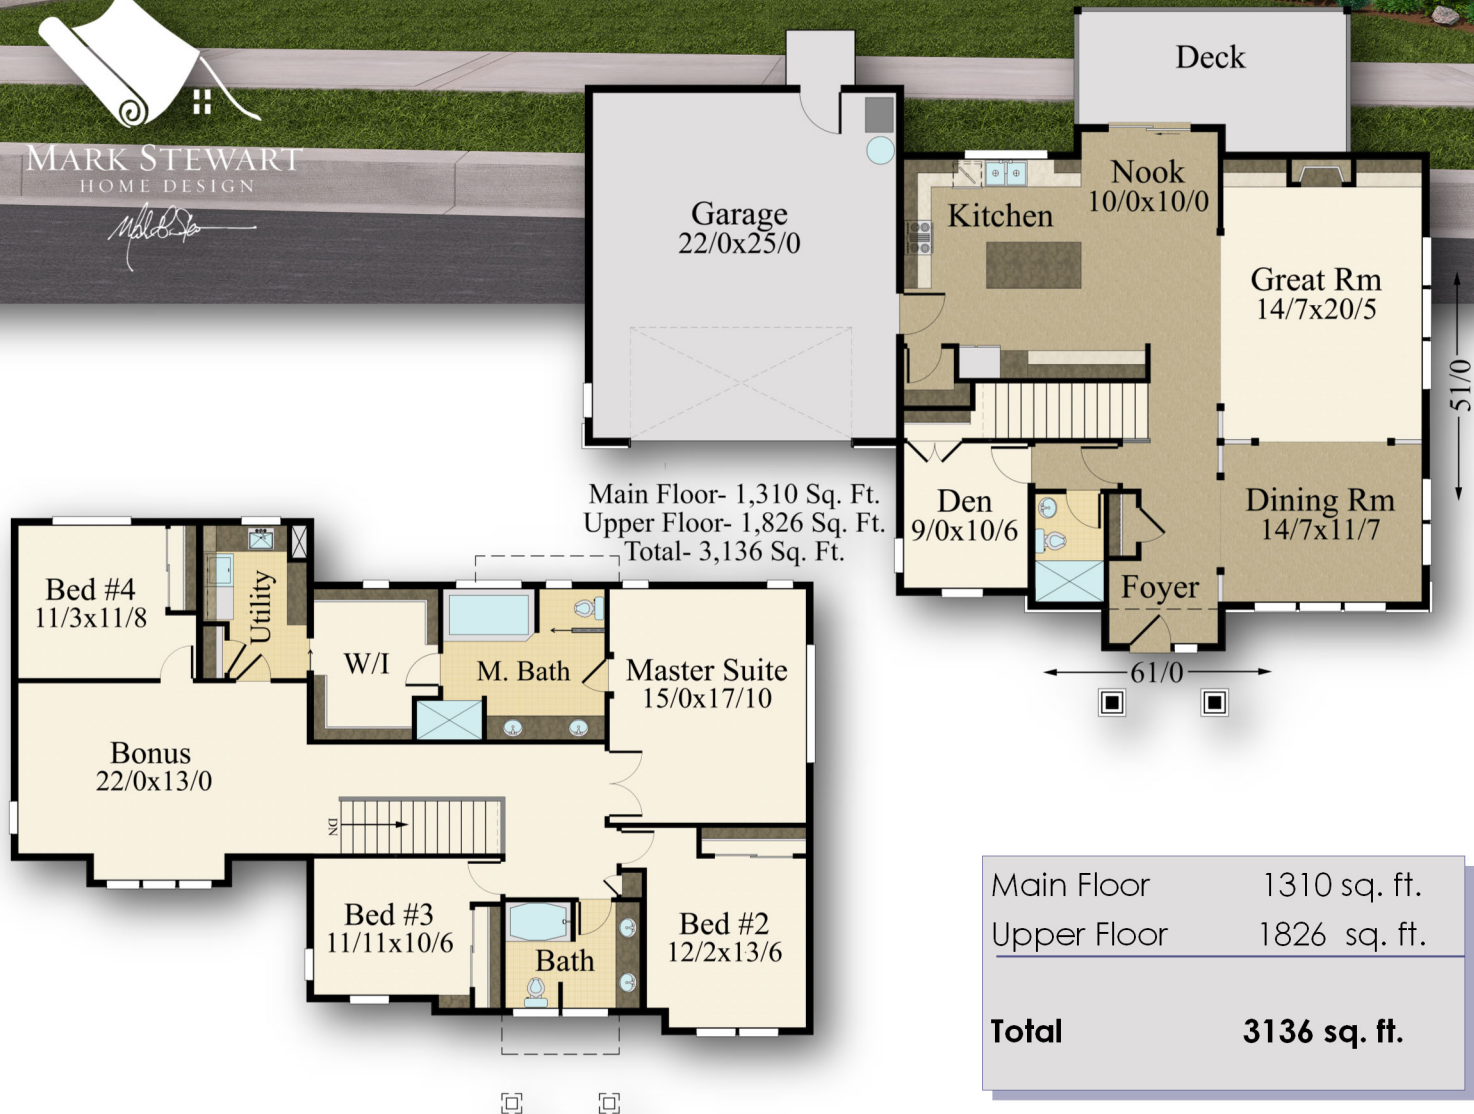 MARK STEWART
HOME DESIGN
Deck
Nook
10/0x10/0
Kitchen
Garage
22/0x25/0
Great Rm
14/7x20/5
51/0
Den
9/0x10/6
Dining Rm
14/7x11/7
Foyer
61/0
Main Floor- 1,310 Sq. Ft.
Upper Floor- 1,826 Sq. Ft.
Total- 3,136 Sq. Ft.
Bed #4
11/3x11/8
Utility
W/I
M. Bath
Master Suite
15/0x17/10
Bonus
22/0x13/0
DN
Bed #3
11/11x10/6
Bath
Bed #2
12/2x13/6
Main Floor 1310 sq. ft.
Upper Floor 1826 sq. ft.
Total 3136 sq. ft.